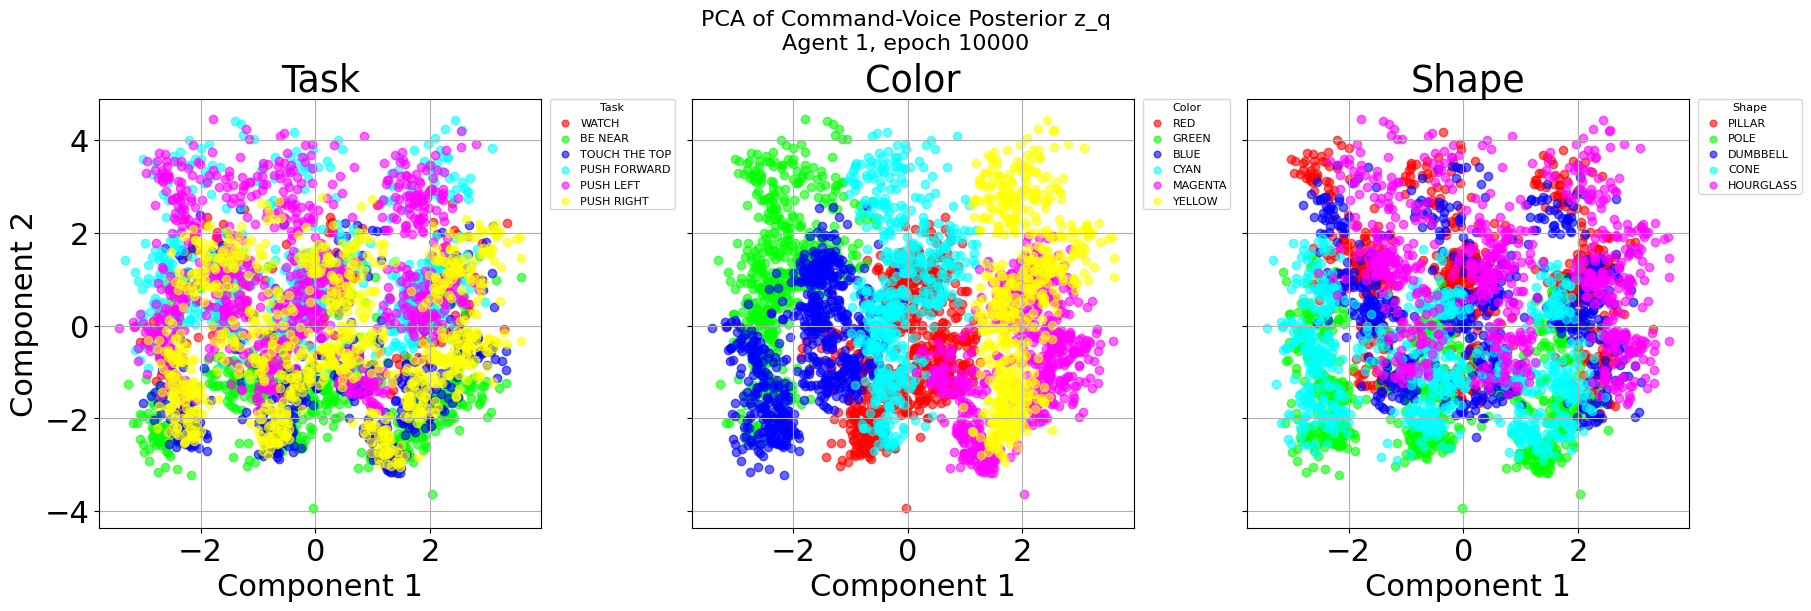 PCA of Command-Voice Posterior z_q
Agent 1, epoch 10000
Task
Component 2
4
2
0
−2
−4
−2 0 2
Component 1
Task
WATCH
BE NEAR
TOUCH THE TOP
PUSH FORWARD
PUSH LEFT
PUSH RIGHT
Color
−2 0 2
Component 1
Color
RED
GREEN
BLUE
CYAN
MAGENTA
YELLOW
Shape
−2 0 2
Component 1
Shape
PILLAR
POLE
DUMBBELL
CONE
HOURGLASS